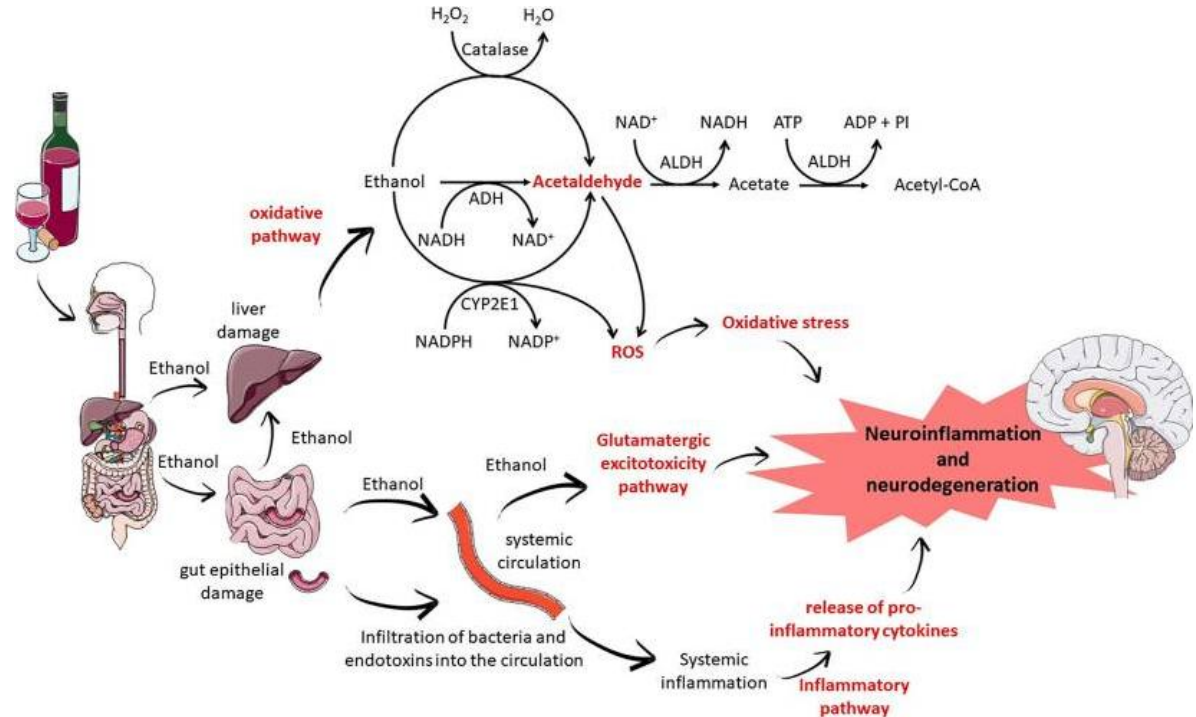 H₂O₂
H₂O
Catalase
NAD⁺
NADH
ATP
ADP + PI
ALDH
ALDH
Ethanol
Acetaldehyde
Acetate
Acetyl-CoA
ADH
NADH
NAD⁺
oxidative
pathway
CYP2E1
NADPH
NADP⁺
ROS
Oxidative stress
liver
damage
Ethanol
Ethanol
Ethanol
Ethanol
Ethanol
Glutamatergic
excitotoxicity
pathway
Neuroinflammation
and
neurodegeneration
systemic
circulation
gut epithelial
damage
Infiltration of bacteria and
endotoxins into the circulation
release of pro-
inflammatory cytokines
Systemic
inflammation
Inflammatory
pathway